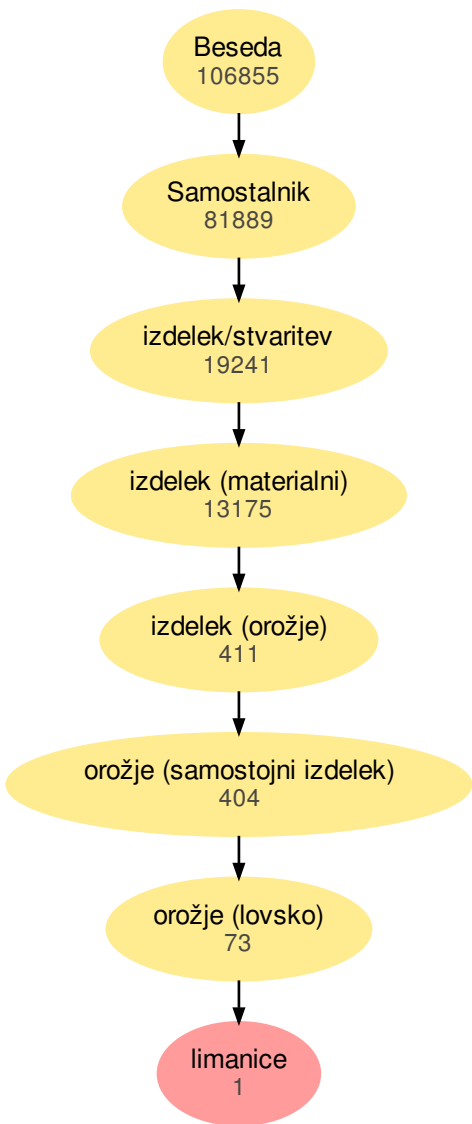 Beseda
106855
Samostalnik
81889
izdelek/stvaritev
19241
izdelek (materialni)
13175
izdelek (orožje)
411
orožje (samostojni izdelek)
404
orožje (lovsko)
73
limanice
1